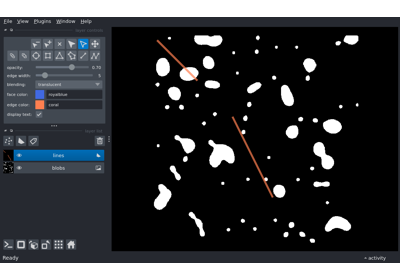 File View Plugins Window Help
opacity: 0.70
edge width: 5
blending: translucent
face color: royalblue
edge color: coral
display text: ✓
lines
blobs
Ready
activity